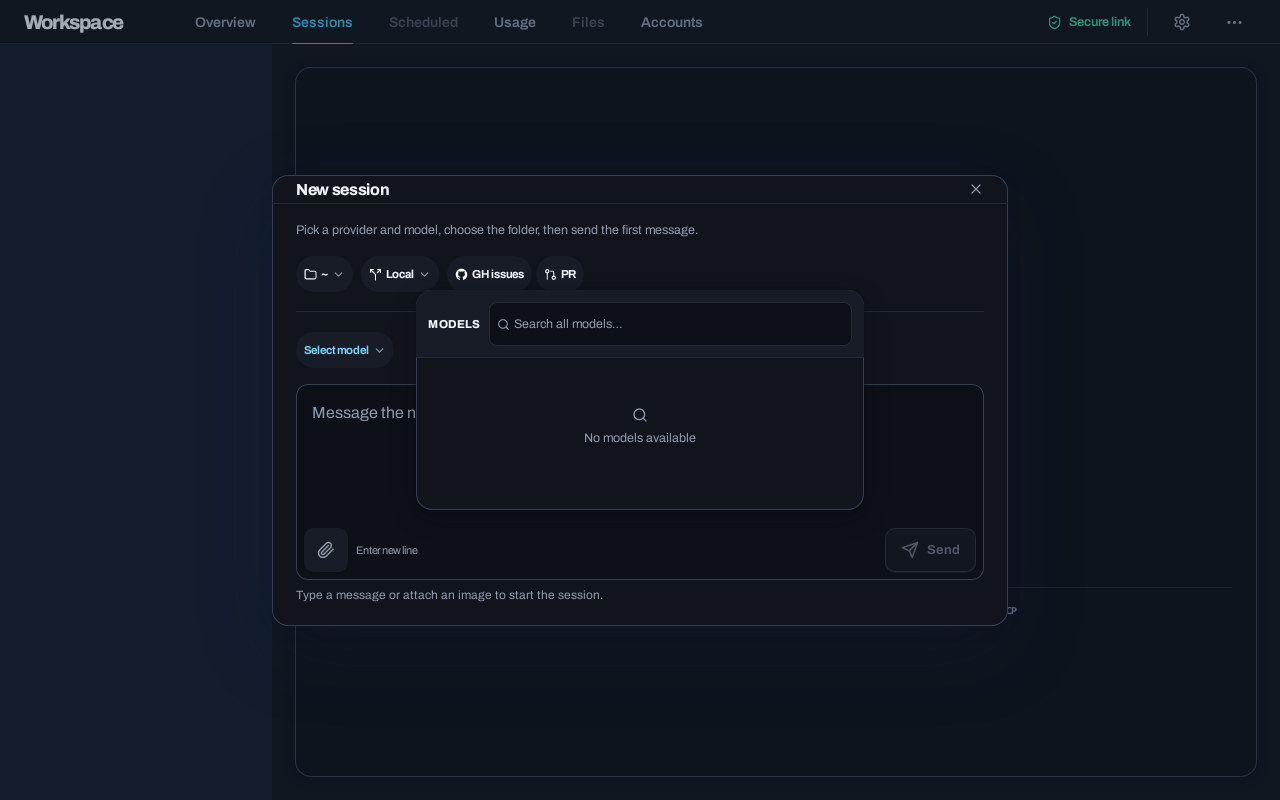 Workspace
Overview
Sessions
Scheduled
Usage
Files
Accounts
Secure link
New session
Pick a provider and model, choose the folder, then send the first message.
~
Local
GH issues
PR
MODELS
Search all models...
Select model
No models available
Message the n
Enter new line
Send
Type a message or attach an image to start the session.